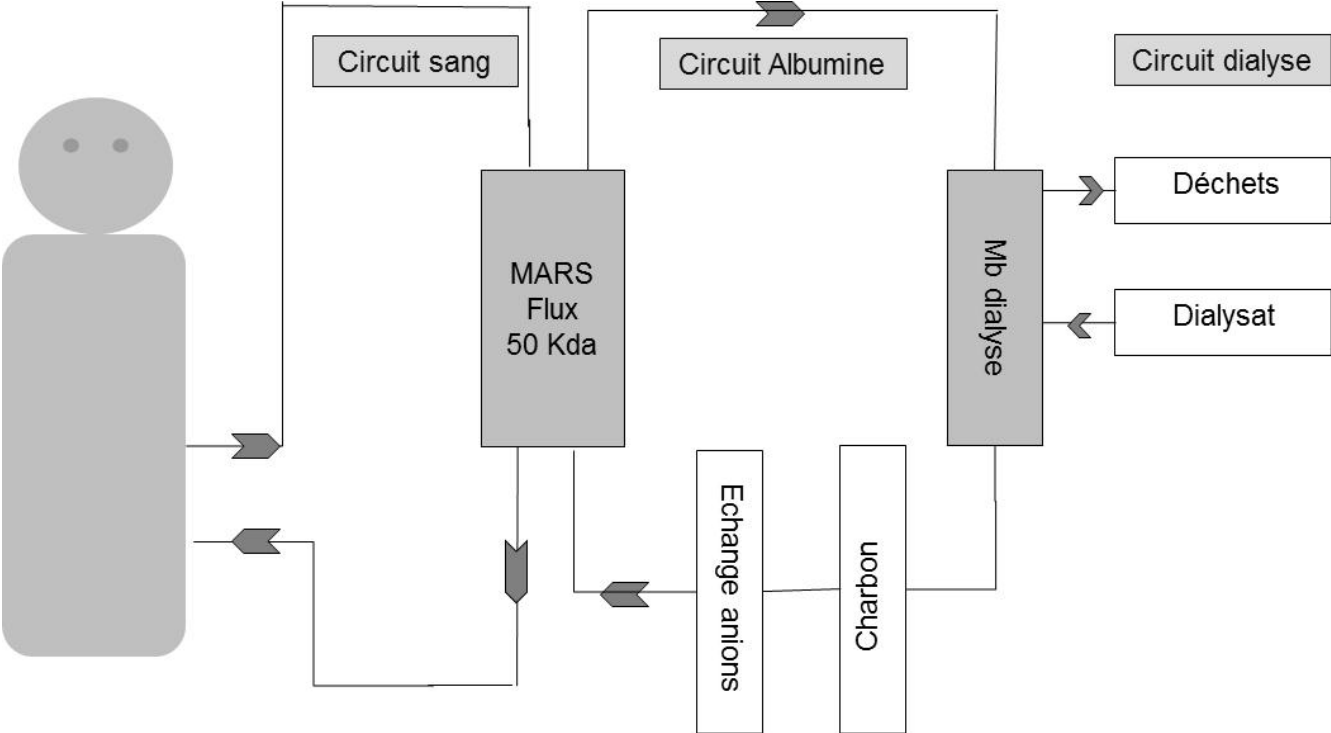 Circuit sang
Circuit Albumine
Circuit dialyse
MARS
Flux
50 Kda
Mb dialyse
Déchets
Dialysat
Echange anions
Charbon